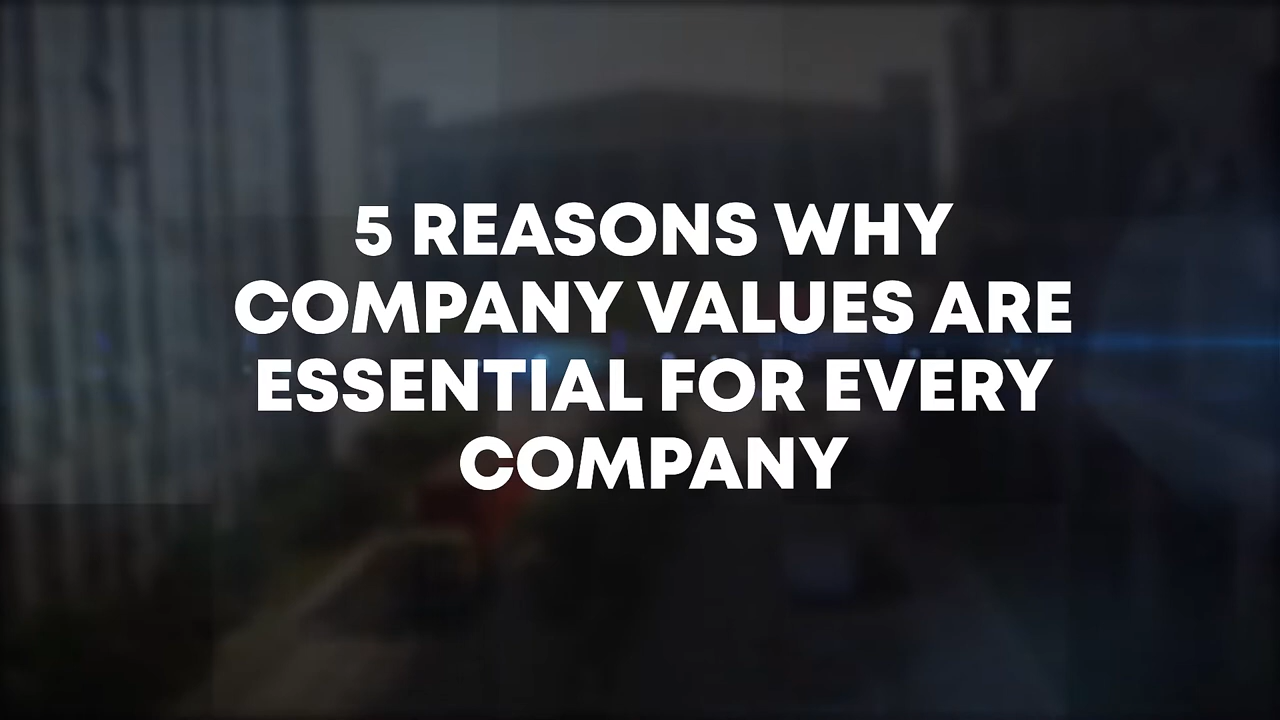 5 REASONS WHY
COMPANY VALUES ARE
ESSENTIAL FOR EVERY
COMPANY